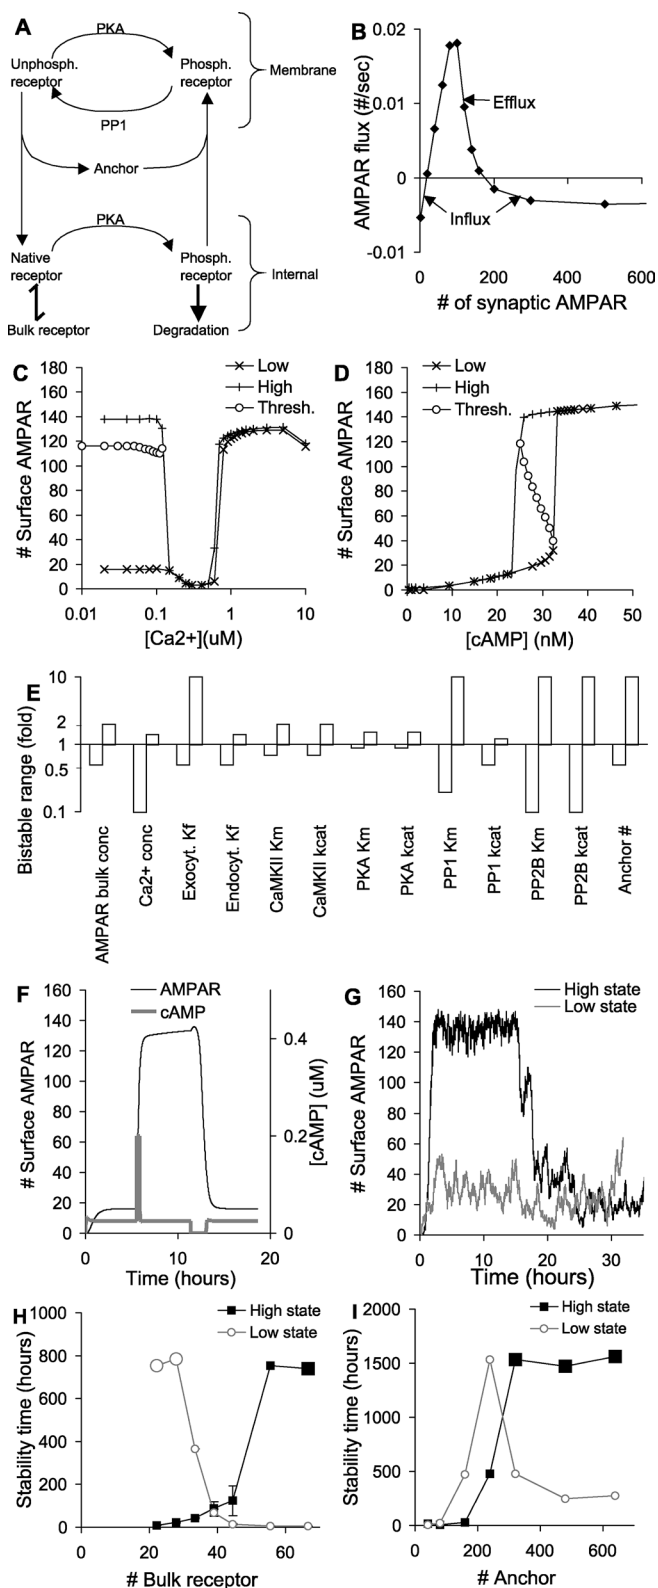 A
PKA
Unphosph. receptor
Phosph. receptor
Membrane
PP1
Anchor
PKA
Native receptor
Phosph. receptor
Internal
Bulk receptor
Degradation
B
AMPAR flux (#/sec)
0.02
0.01
0
-0.01
Efflux
Influx
0 200 400 600
# of synaptic AMPAR
C
# Surface AMPAR
180
160
140
120
100
80
60
40
20
0
Low
High
Thresh.
0.01 0.1 1 10
[Ca2+](uM)
D
# Surface AMPAR
180
160
140
120
100
80
60
40
20
0
Low
High
Thresh.
0 10 20 30 40 50
[cAMP] (nM)
E
Bistable range (fold)
10
2
1
0.5
0.1
AMPAR bulk conc
Ca2+ conc
Exocyt. Kf
Endocyt. Kf
CaMKII Km
CaMKII kcat
PKA Km
PKA kcat
PP1 Km
PP1 kcat
PP2B Km
PP2B kcat
Anchor #
F
# Surface AMPAR
160
140
120
100
80
60
40
20
0
AMPAR
cAMP
0.4
0.2
0
[cAMP] (uM)
0 10 20
Time (hours)
G
# Surface AMPAR
160
140
120
100
80
60
40
20
0
High state
Low state
0 10 20 30
Time (hours)
H
Stability time (hours)
1000
800
600
400
200
0
High state
Low state
0 20 40 60
# Bulk receptor
I
Stability time (hours)
2000
1500
1000
500
0
High state
Low state
0 200 400 600
# Anchor